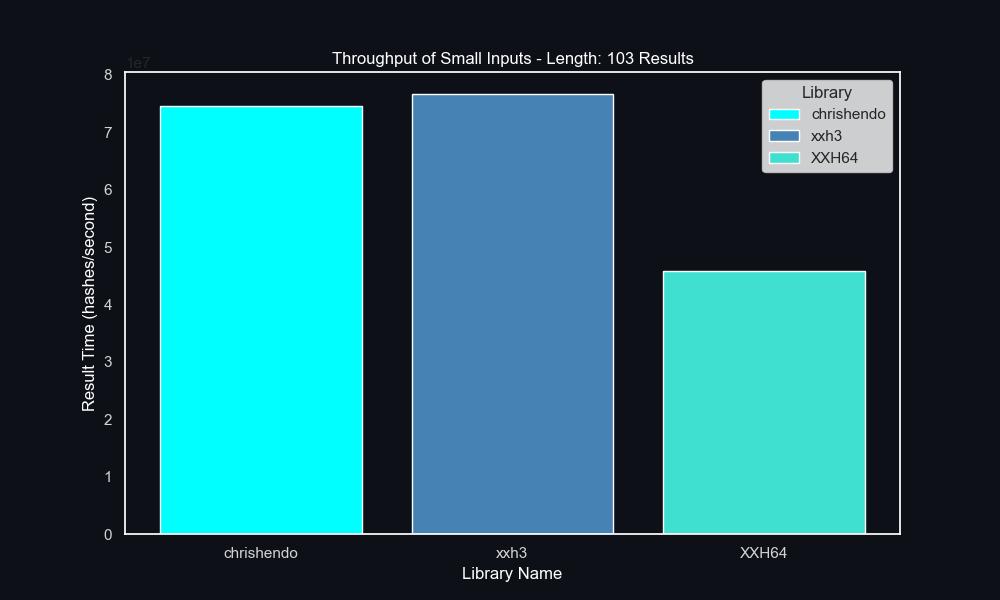 Throughput of Small Inputs - Length: 103 Results
1e7
8
7
6
5
4
3
2
1
0
Result Time (hashes/second)
Library
chrishendo
xxh3
XXH64
chrishendo
xxh3
XXH64
Library Name